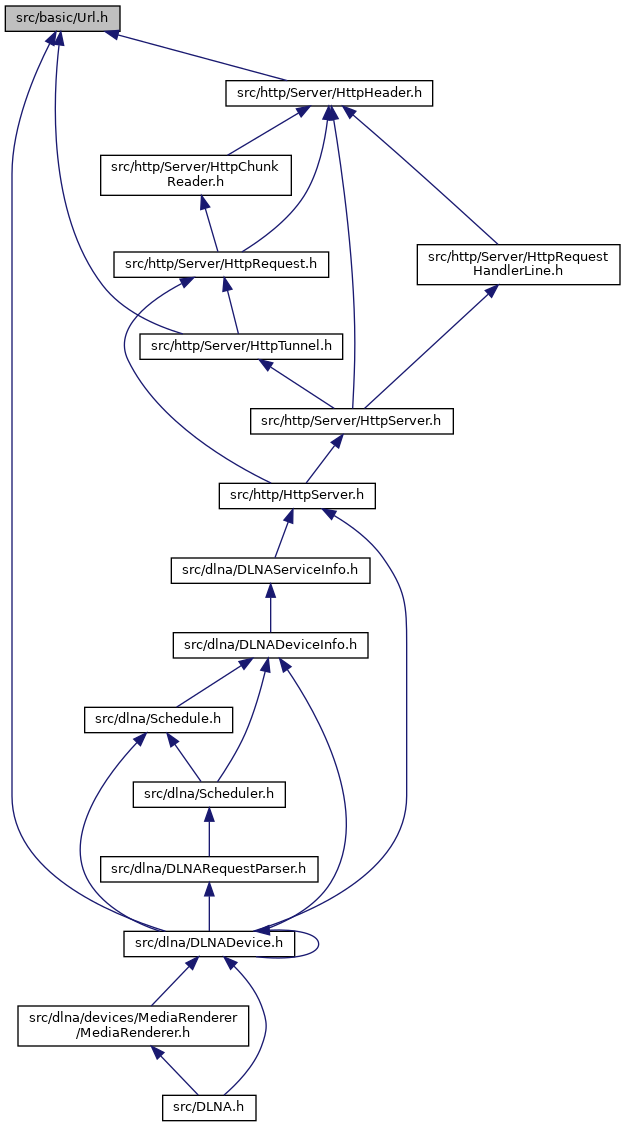 src/basic/Url.h
src/http/Server/HttpHeader.h
src/http/Server/HttpChunk
Reader.h
src/http/Server/HttpRequest.h
src/http/Server/HttpRequest
HandlerLine.h
src/http/Server/HttpTunnel.h
src/http/Server/HttpServer.h
src/http/HttpServer.h
src/dlna/DLNAServiceInfo.h
src/dlna/DLNADeviceInfo.h
src/dlna/Schedule.h
src/dlna/Scheduler.h
src/dlna/DLNARequestParser.h
src/dlna/DLNADevice.h
src/dlna/devices/MediaRenderer
/MediaRenderer.h
src/DLNA.h